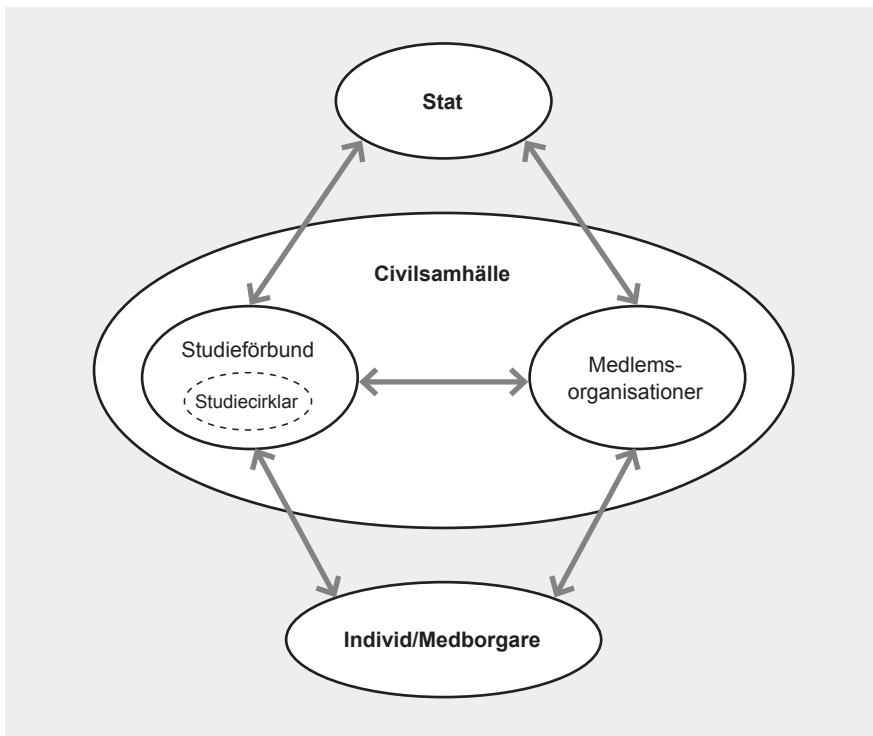 Stat
Civilsamhälle
Studieförbund
Studiecirklar
Medlems-
organisationer
Individ/Medborgare